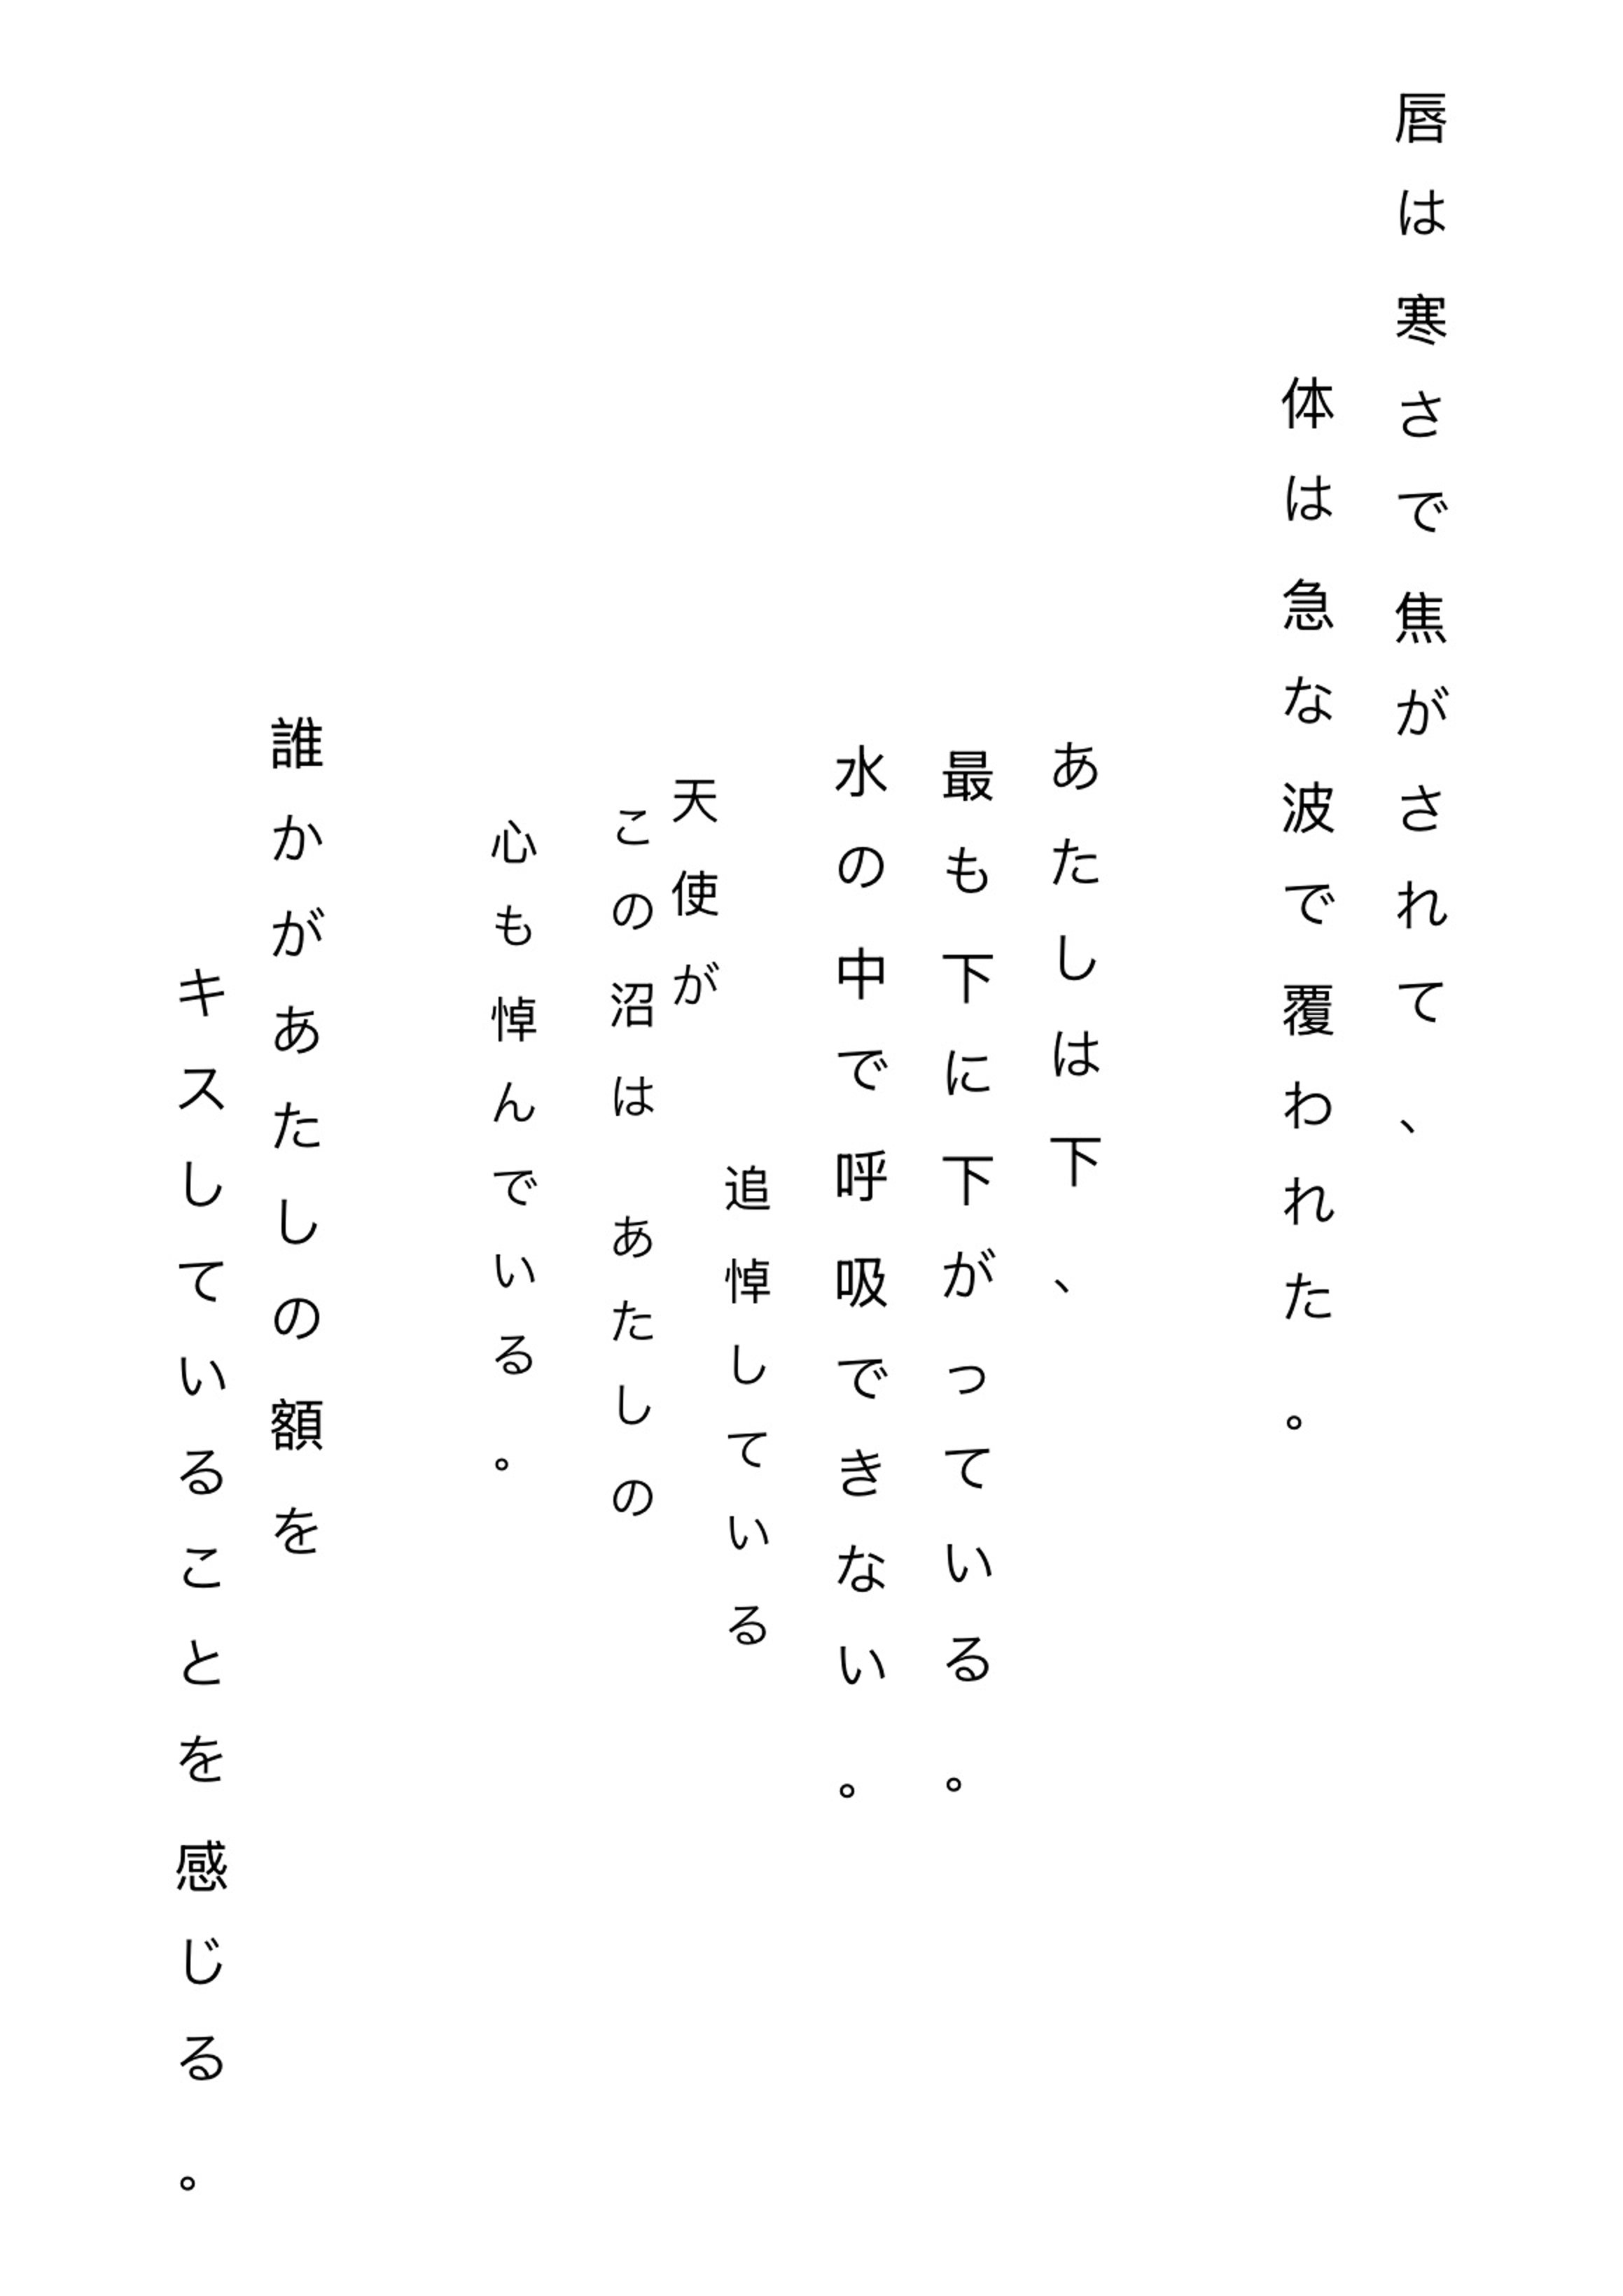 唇は寒さで焦がされて、
体は急な波で覆われた。
あたしは下、
最も下に下がっている。
水の中で呼吸できない。
追悼している
天使が
この沼は あたしの
心も悼んでいる。
誰かがあたしの額を
キスしていることを感じる。